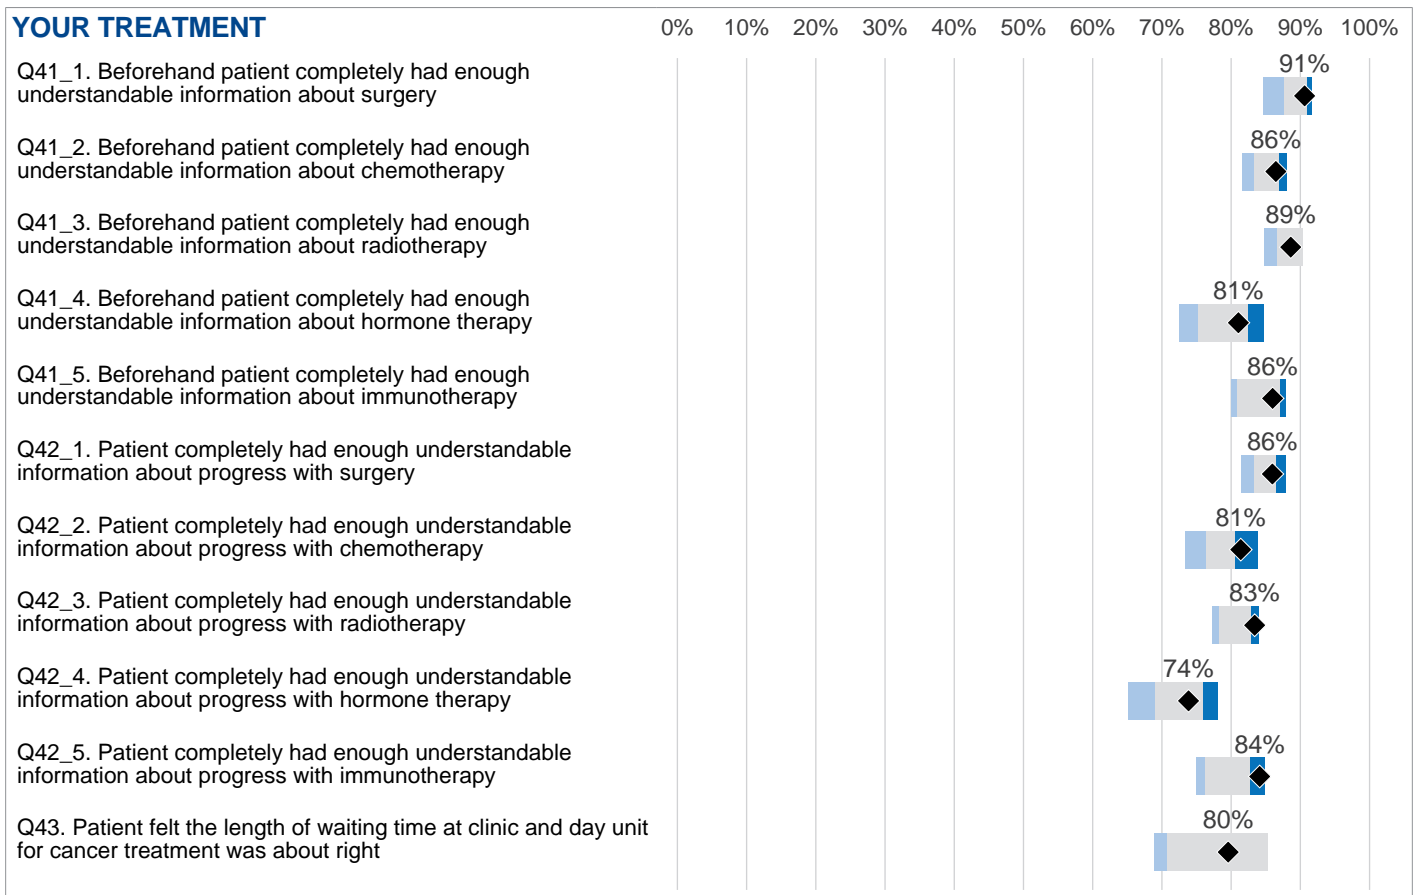 YOUR TREATMENT 0% 10% 20% 30% 40% 50% 60% 70% 80% 90% 100%
Q41_1. Beforehand patient completely had enough
understandable information about surgery
91%
Q41_2. Beforehand patient completely had enough
understandable information about chemotherapy
86%
Q41_3. Beforehand patient completely had enough
understandable information about radiotherapy
89%
Q41_4. Beforehand patient completely had enough
understandable information about hormone therapy
81%
Q41_5. Beforehand patient completely had enough
understandable information about immunotherapy
86%
Q42_1. Patient completely had enough understandable
information about progress with surgery
86%
Q42_2. Patient completely had enough understandable
information about progress with chemotherapy
81%
Q42_3. Patient completely had enough understandable
information about progress with radiotherapy
83%
Q42_4. Patient completely had enough understandable
information about progress with hormone therapy
74%
Q42_5. Patient completely had enough understandable
information about progress with immunotherapy
84%
Q43. Patient felt the length of waiting time at clinic and day unit
for cancer treatment was about right
80%